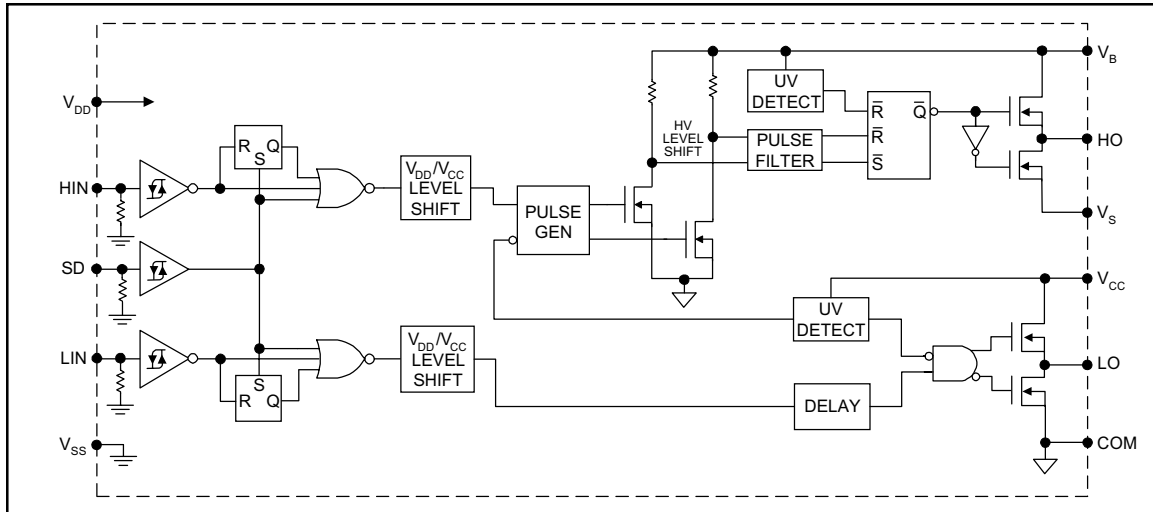 V_B
UV
DETECT
V_DD
R̅ Q̅
HV
LEVEL
SHIFT
PULSE
FILTER
R̅
S̅
HO
R Q
S
HIN
V_DD/V_CC
LEVEL
SHIFT
PULSE
GEN
V_S
SD
V_CC
UV
DETECT
LIN
V_DD/V_CC
LEVEL
SHIFT
LO
S
R Q
DELAY
V_SS
COM